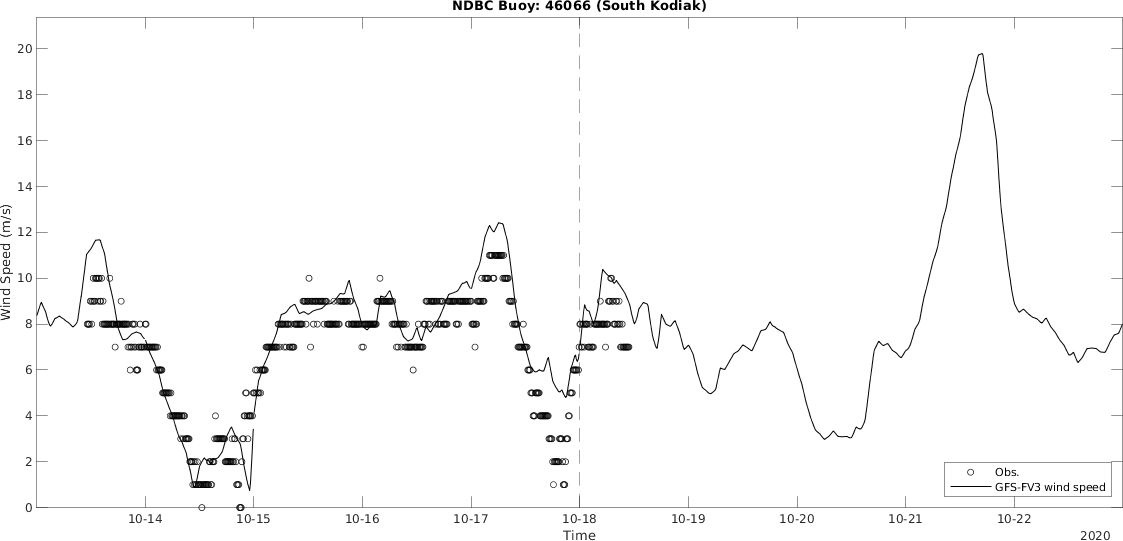 NDBC Buoy: 46066 (South Kodiak)
20
18
16
14
12
10
8
6
4
2
0
Wind Speed (m/s)
10-14 10-15 10-16 10-17 10-18 10-19 10-20 10-21 10-22
Time
2020
Obs.
GFS-FV3 wind speed